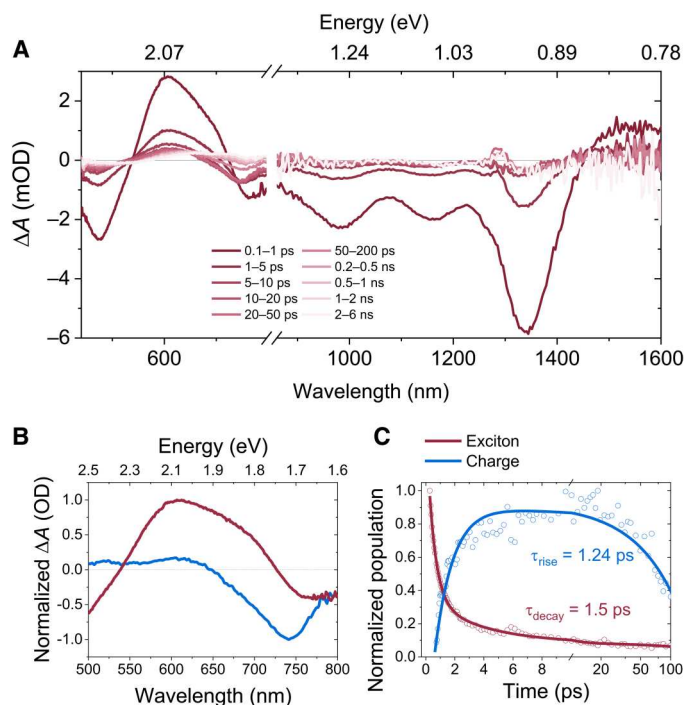 A
Energy (eV)
2.07 1.24 1.03 0.89 0.78
2
0
−2
−4
−6
ΔA (mOD)
0.1–1 ps 50–200 ps
1–5 ps 0.2–0.5 ns
5–10 ps 0.5–1 ns
10–20 ps 1–2 ns
20–50 ps 2–6 ns
600 1000 1200 1400 1600
Wavelength (nm)
B
Energy (eV)
2.5 2.3 2.1 1.9 1.8 1.7 1.6
1.0
0.5
0.0
-0.5
-1.0
Normalized ΔA (OD)
500 550 600 650 700 750 800
Wavelength (nm)
C
Exciton
Charge
1.0
0.8
0.6
0.4
0.2
0.0
Normalized population
τrise = 1.24 ps
τdecay = 1.5 ps
0 2 4 6 8 20 60 100
Time (ps)